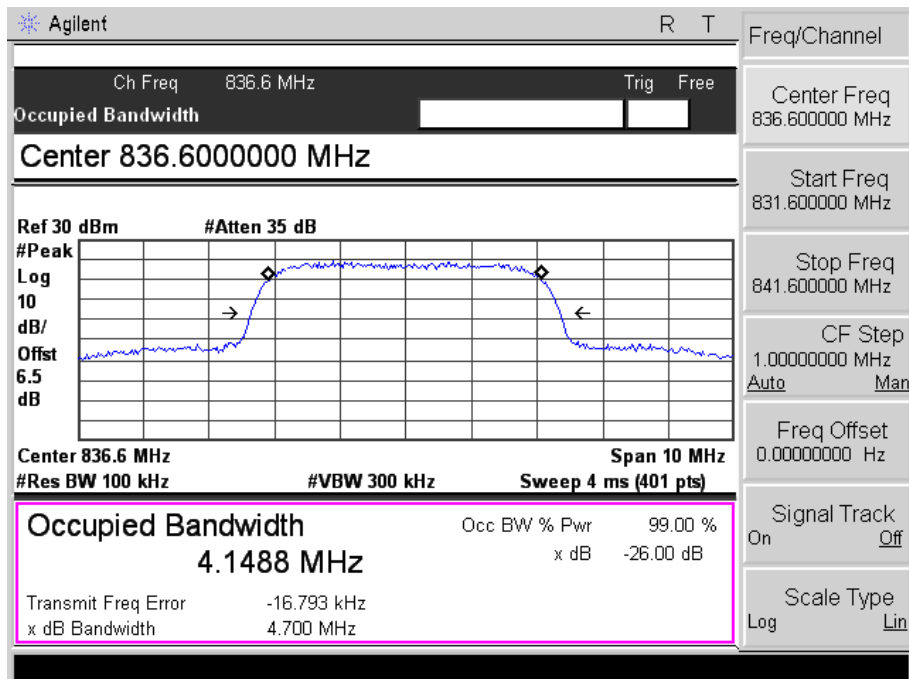 Agilent R T
Ch Freq 836.6 MHz Trig Free
Occupied Bandwidth
Center 836.6000000 MHz
Ref 30 dBm #Atten 35 dB
#Peak
Log
10
dB/
Offst
6.5
dB
Center 836.6 MHz Span 10 MHz
#Res BW 100 kHz #VBW 300 kHz Sweep 4 ms (401 pts)
Occupied Bandwidth Occ BW % Pwr 99.00 %
4.1488 MHz x dB -26.00 dB
Transmit Freq Error -16.793 kHz
x dB Bandwidth 4.700 MHz
Freq/Channel
Center Freq
836.600000 MHz
Start Freq
831.600000 MHz
Stop Freq
841.600000 MHz
CF Step
1.00000000 MHz
Auto Man
Freq Offset
0.00000000 Hz
Signal Track
On Off
Scale Type
Log Lin